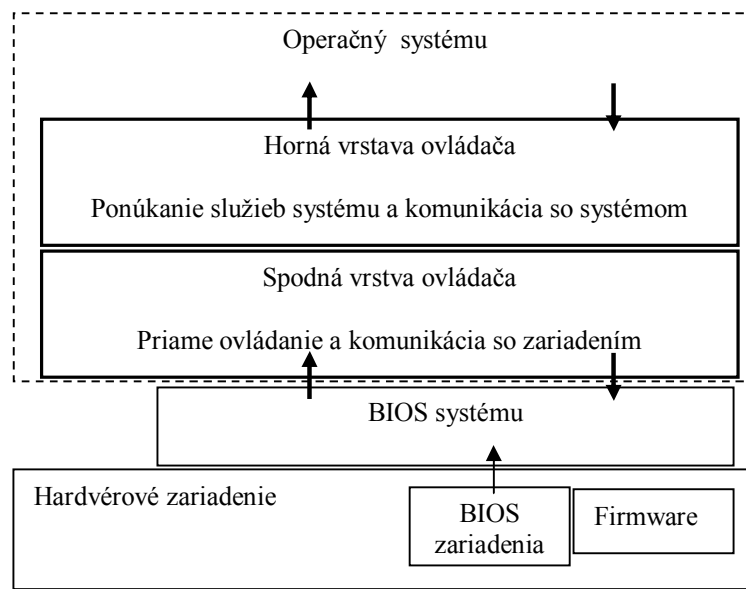 Operačný systému
Horná vrstava ovládača
Ponúkanie služieb systému a komunikácia so systémom
Spodná vrstva ovládača
Priame ovládanie a komunikácia so zariadením
BIOS systému
Hardvérové zariadenie
BIOS
zariadenia
Firmware